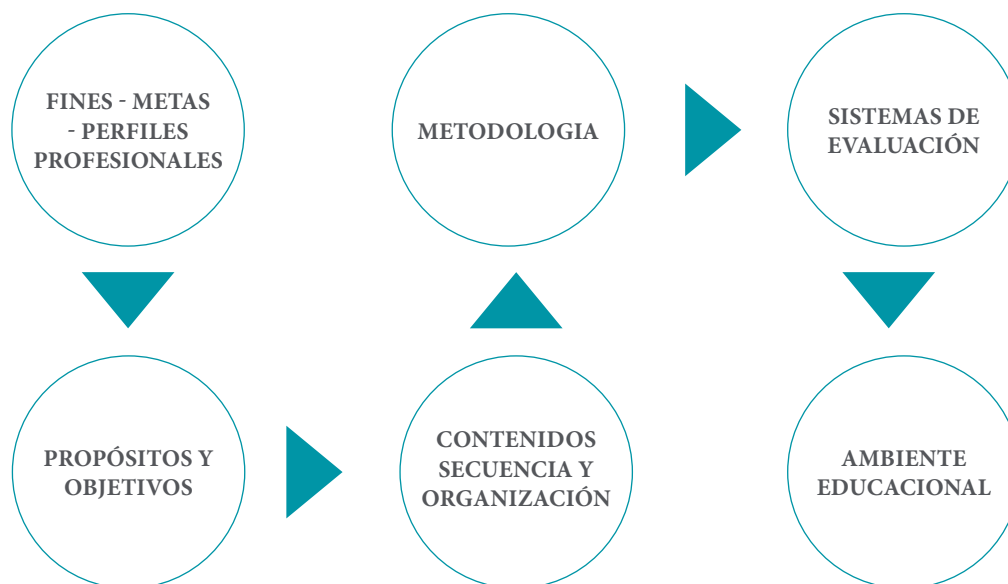 FINES - METAS
- PERFILES
PROFESIONALES
PROPÓSITOS Y
OBJETIVOS
CONTENIDOS
SECUENCIA Y
ORGANIZACIÓN
METODOLOGIA
SISTEMAS DE
EVALUACIÓN
AMBIENTE
EDUCACIONAL